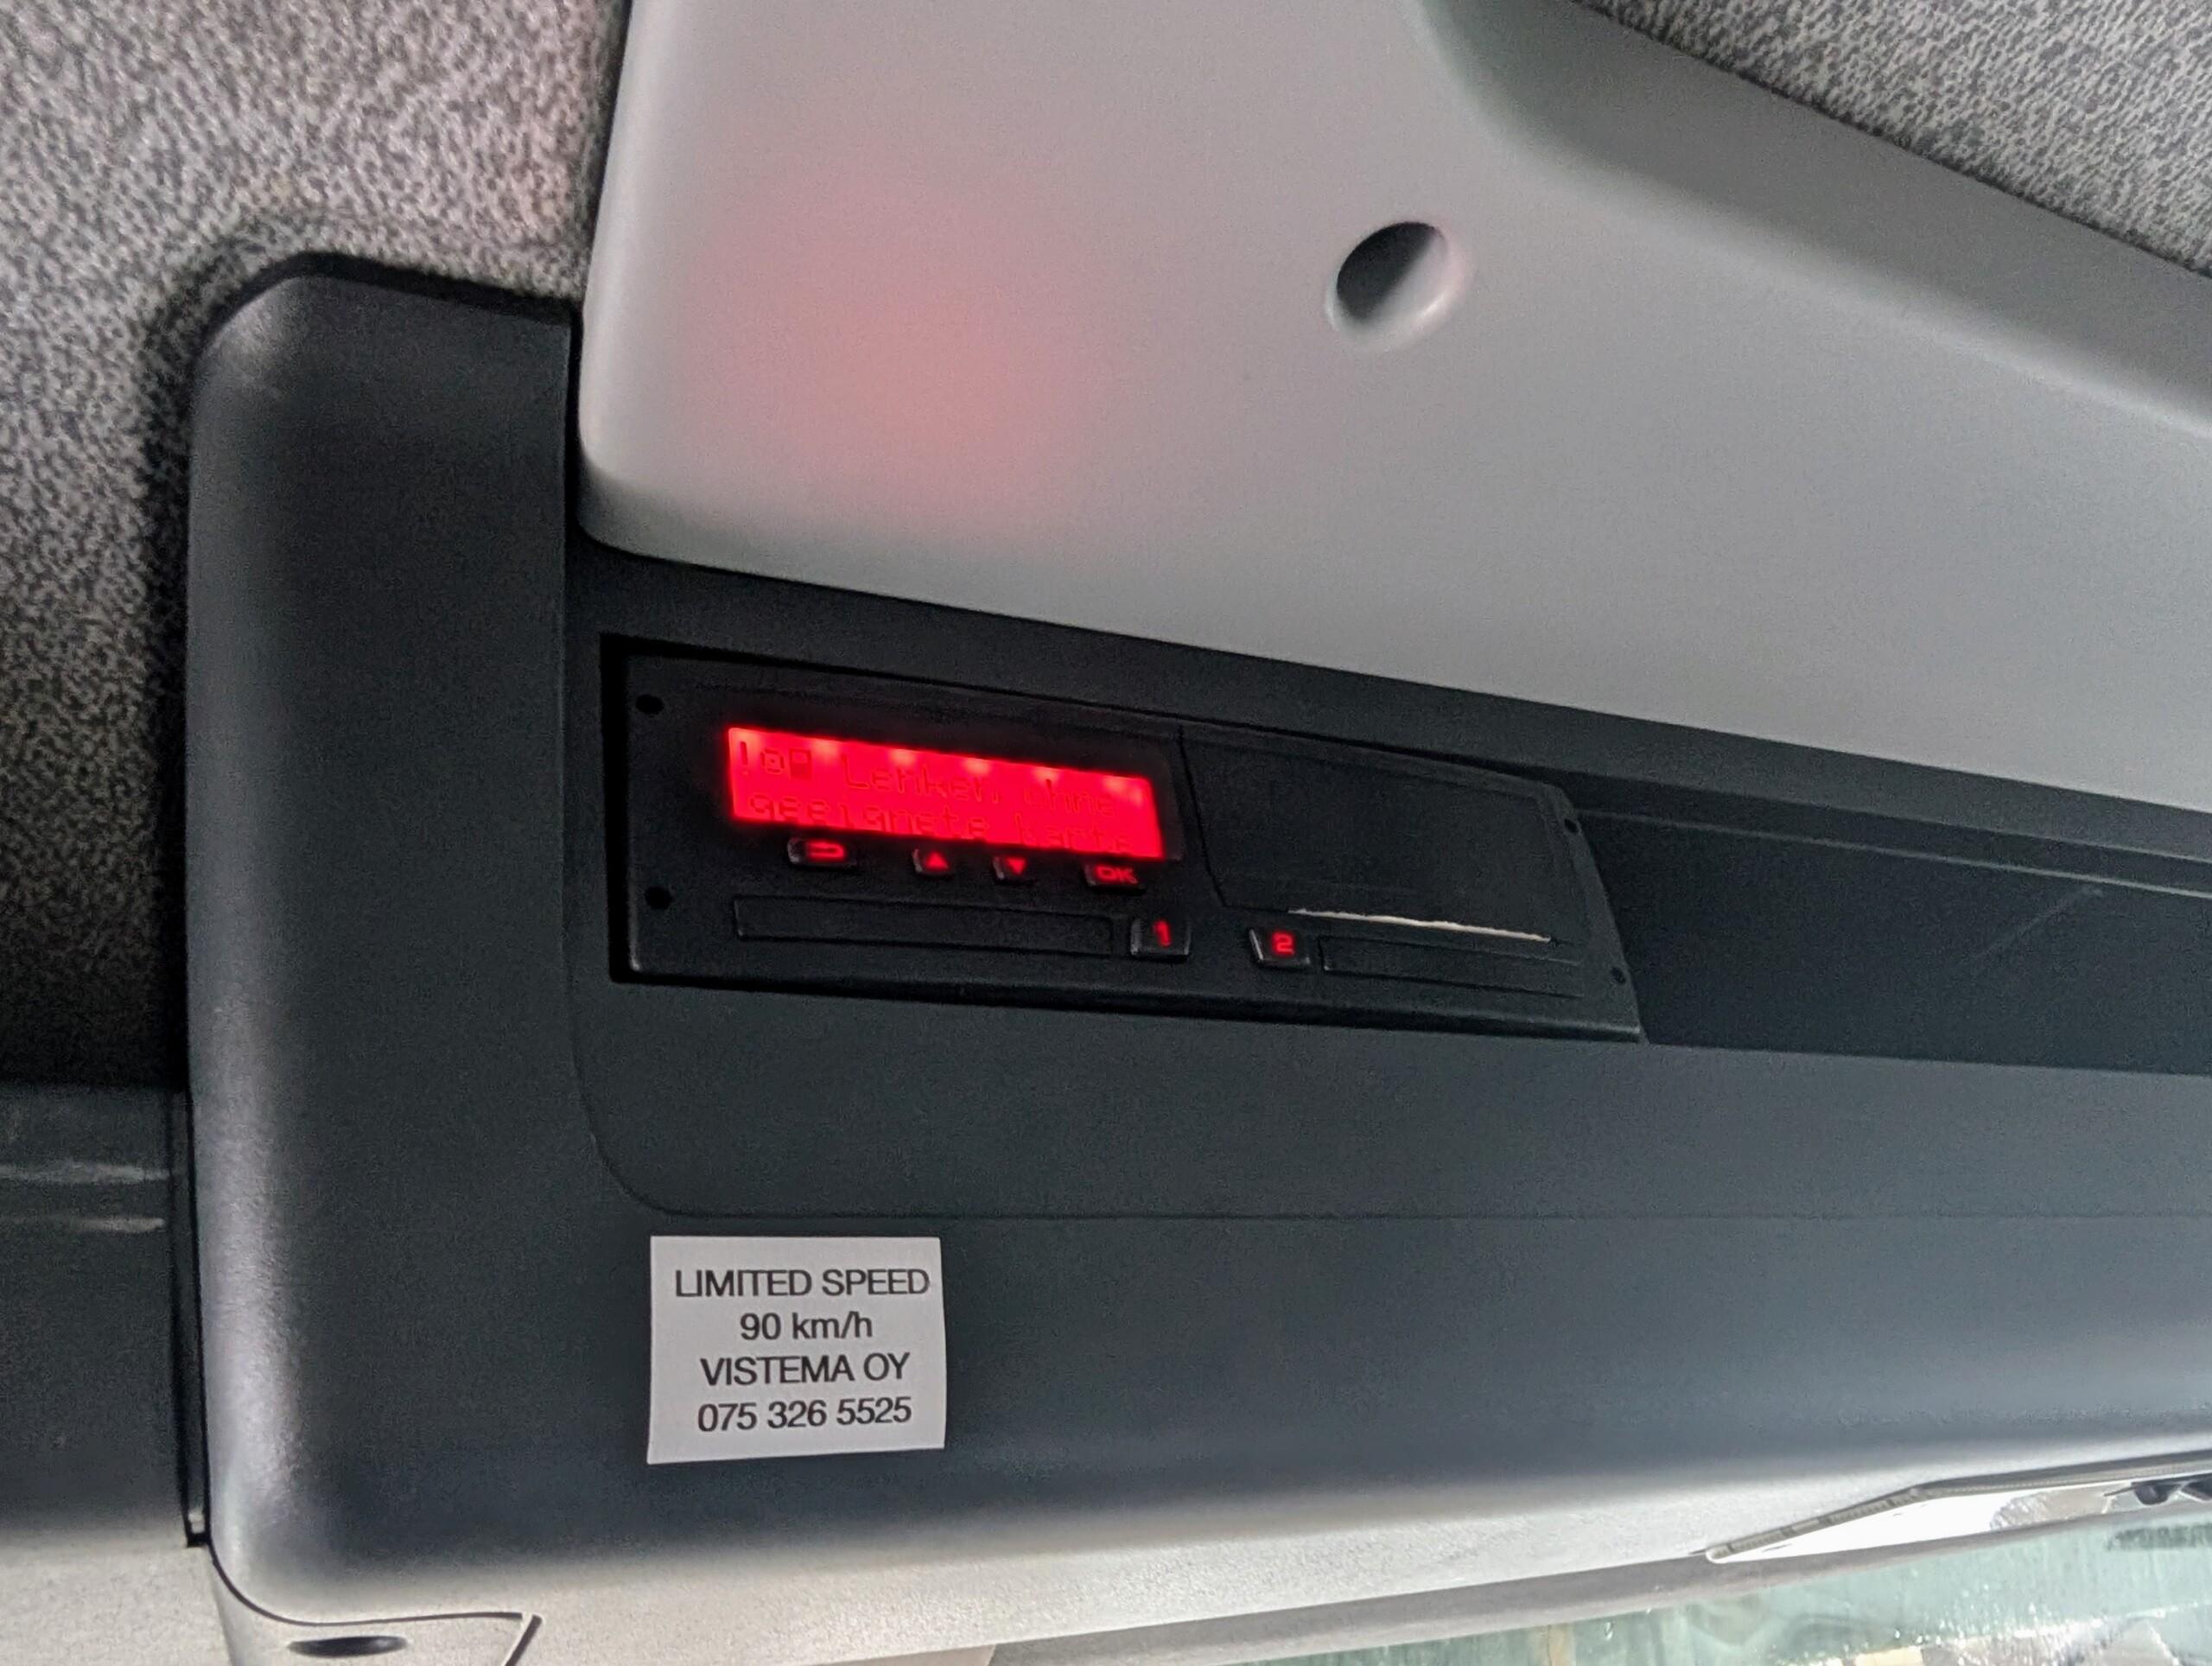 ! Lenken ohne
geeignete Karte
OK
1
2
LIMITED SPEED
90 km/h
VISTEMA OY
075 326 5525